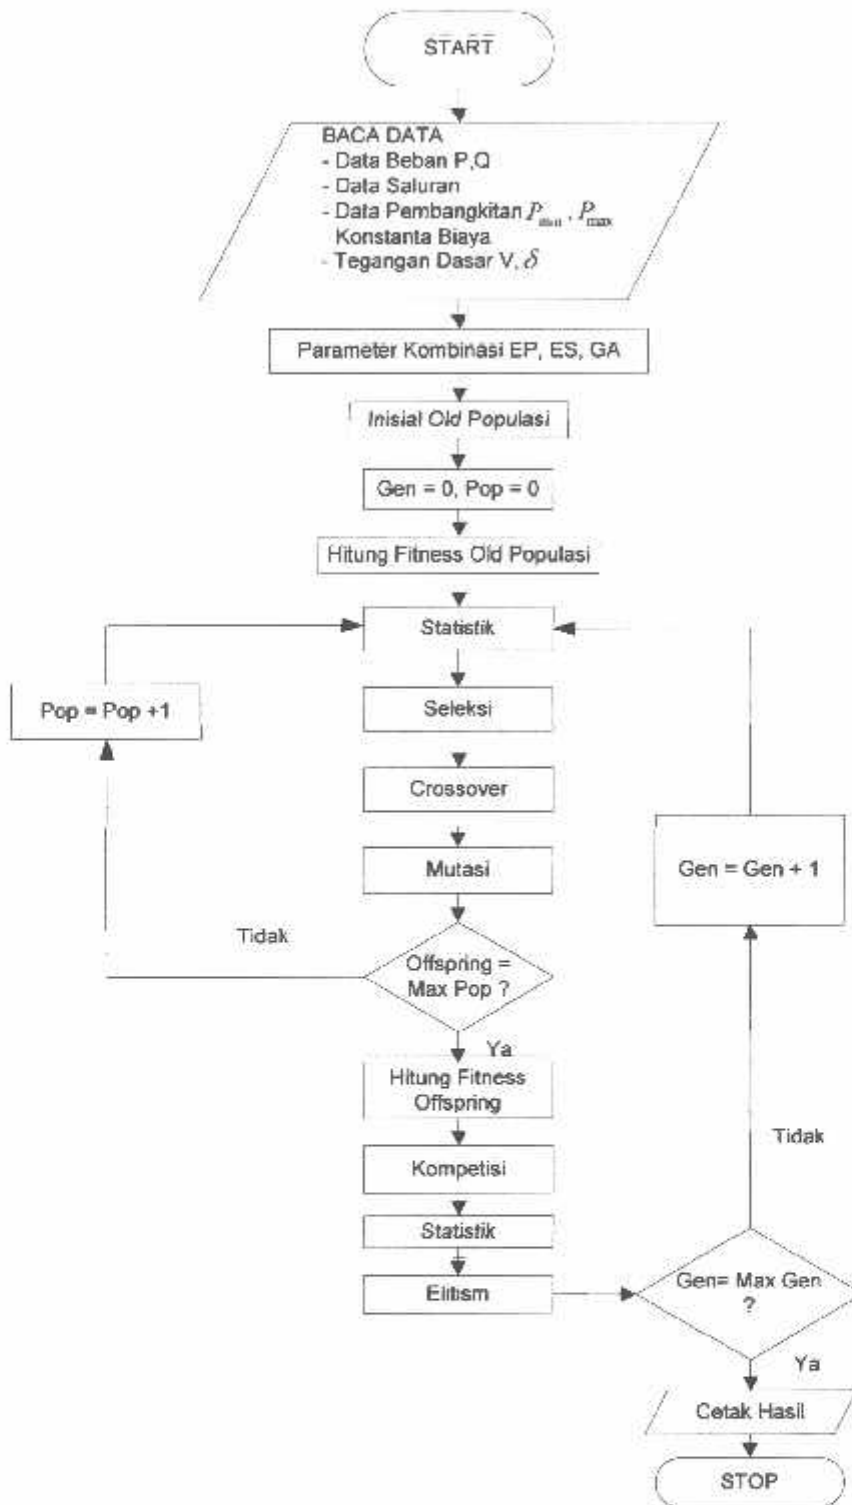 START
BACA DATA
- Data Beban P,Q
- Data Saluran
- Data Pembangkitan P_min , P_max
Konstanta Biaya
- Tegangan Dasar V, δ
Parameter Kombinasi EP, ES, GA
Inisial Old Populasi
Gen = 0, Pop = 0
Hitung Fitness Old Populasi
Statistik
Pop = Pop +1
Seleksi
Crossover
Gen = Gen + 1
Mutasi
Tidak
Offspring =
Max Pop ?
Ya
Hitung Fitness
Offspring
Tidak
Kompetisi
Statistik
Elitism
Gen= Max Gen
?
Ya
Cetak Hasil
STOP